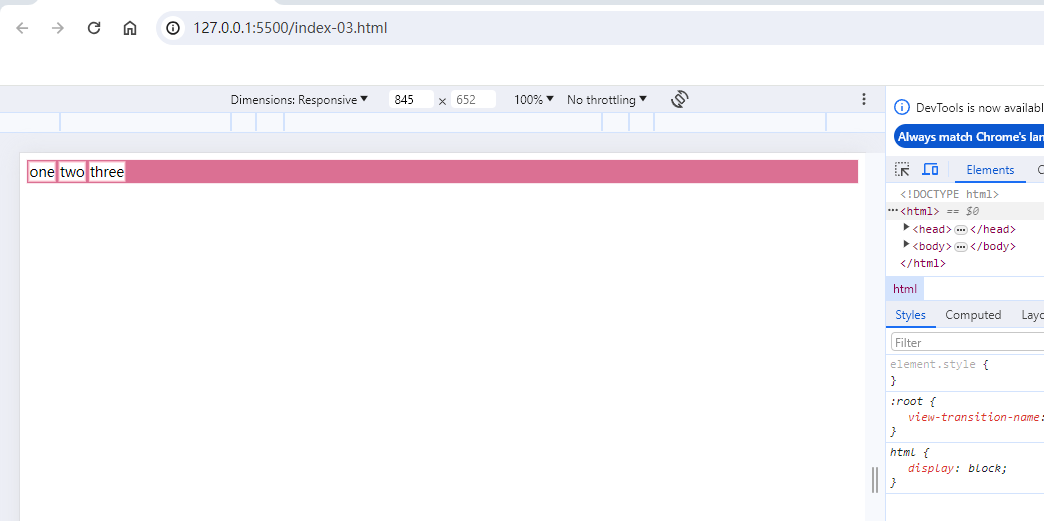 127.0.0.1:5500/index-03.html
Dimensions: Responsive 845 × 652 100% No throttling
DevTools is now availabl
Always match Chrome's lan
one two three
Elements
<!DOCTYPE html>
<html> == $0
<head> </head>
<body> </body>
</html>
html
Styles Computed Layo
Filter
element.style {
}
:root {
view-transition-name:
}
html {
display: block;
}